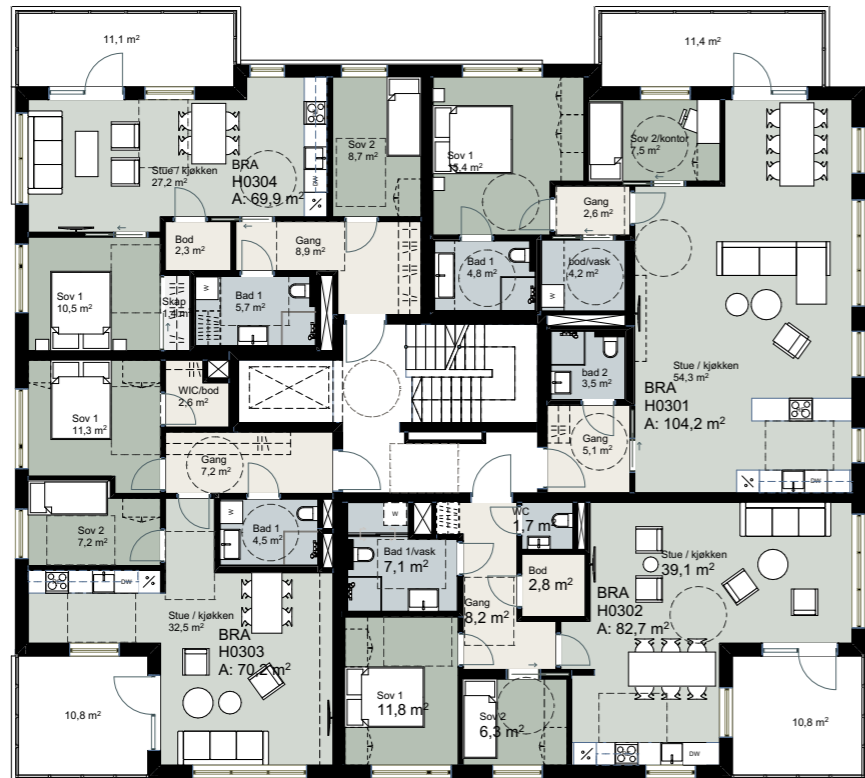 11,1 m²
11,4 m²
Stue / kjøkken
27,2 m²
BRA
H0304
A: 69,9 m²
DW
Sov 2
8,7 m²
Sov 1
15,4 m²
Sov 2/kontor
7,5 m²
Gang
2,6 m²
Bod
2,3 m²
Gang
8,9 m²
Bad 1
4,8 m²
bod/vask
4,2 m²
W
Sov 1
10,5 m²
Skap
W
Bad 1
5,7 m²
Stue / kjøkken
54,3 m²
BRA
H0301
A: 104,2 m²
DW
bad 2
3,5 m²
Gang
5,1 m²
Sov 1
11,3 m²
WIC/bod
2,6 m²
Gang
7,2 m²
Sov 2
7,2 m²
W
Bad 1
4,5 m²
DW
Stue / kjøkken
32,5 m²
BRA
H0303
A: 70,2 m²
10,8 m²
W
Bad 1/vask
7,1 m²
WC
1,7 m²
Bod
2,8 m²
Gang
8,2 m²
Stue / kjøkken
39,1 m²
BRA
H0302
A: 82,7 m²
Sov 1
11,8 m²
Sov 2
6,3 m²
DW
10,8 m²